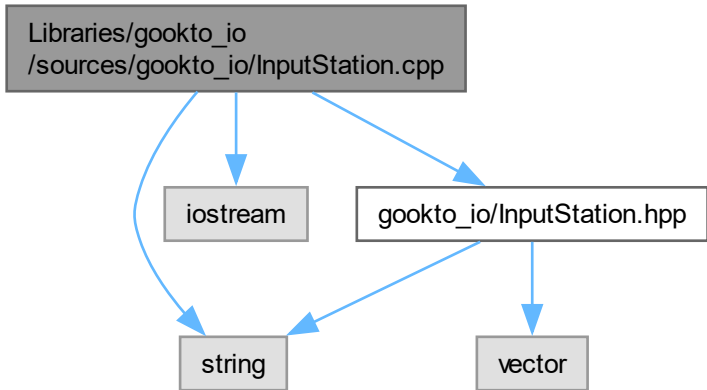 Libraries/gookto_io
/sources/gookto_io/InputStation.cpp
iostream
gookto_io/InputStation.hpp
string
vector